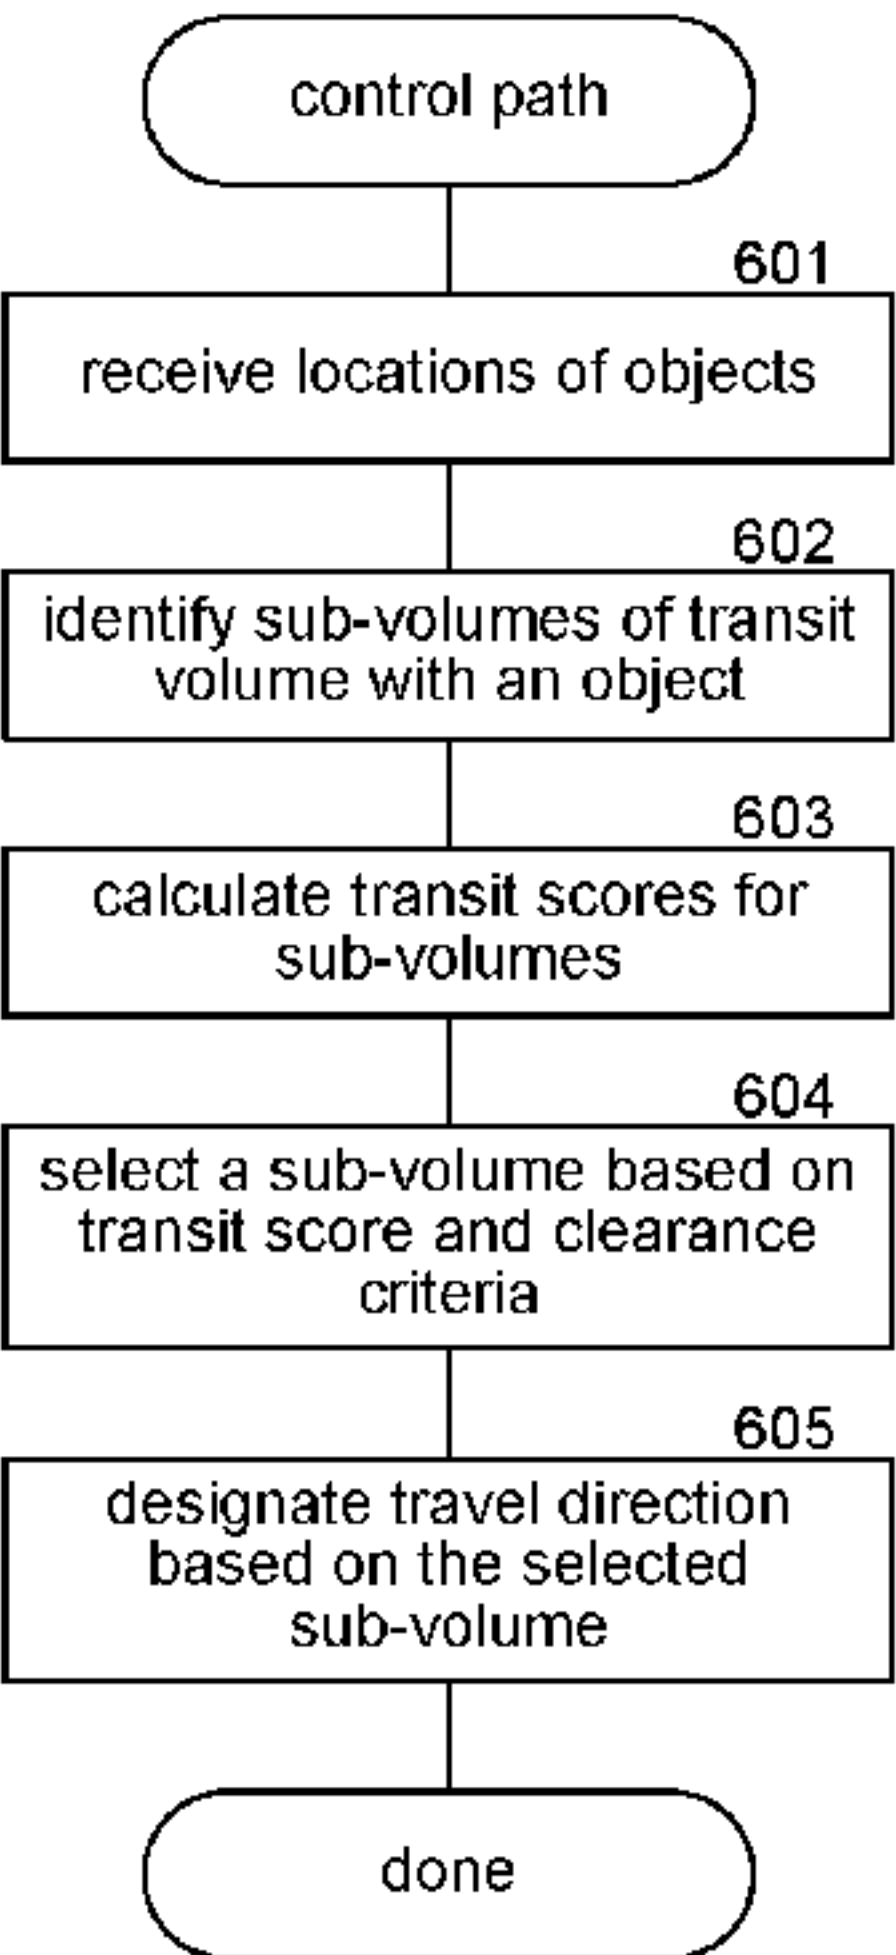 control path
601
receive locations of objects
602
identify sub-volumes of transit
volume with an object
603
calculate transit scores for
sub-volumes
604
select a sub-volume based on
transit score and clearance
criteria
605
designate travel direction
based on the selected
sub-volume
done